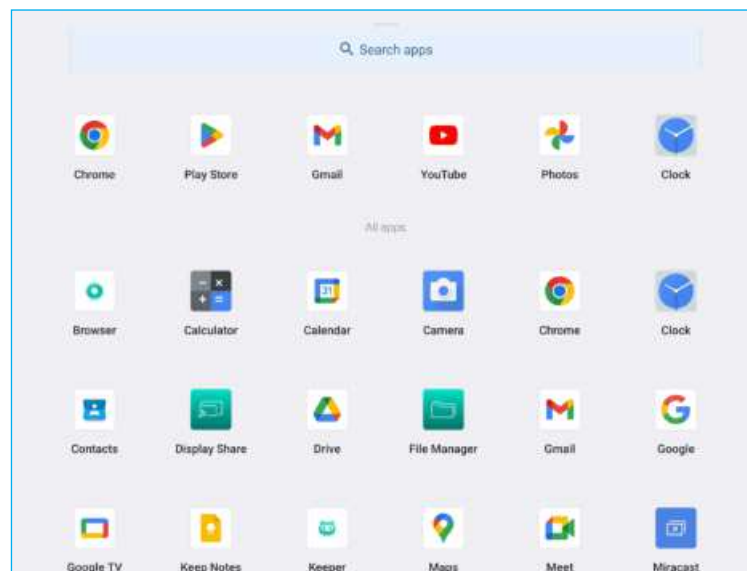 Search apps
Chrome Play Store Gmail YouTube Photos Clock
All apps
31
Browser Calculator Calendar Camera Chrome Clock
Contacts Display Share Drive File Manager Gmail Google
Google TV Keep Notes Keeper Maps Meet Miracast